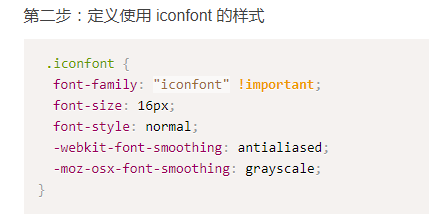 第二步：定义使用 iconfont 的样式
.iconfont {
font-family: "iconfont" !important;
font-size: 16px;
font-style: normal;
-webkit-font-smoothing: antialiased;
-moz-osx-font-smoothing: grayscale;
}